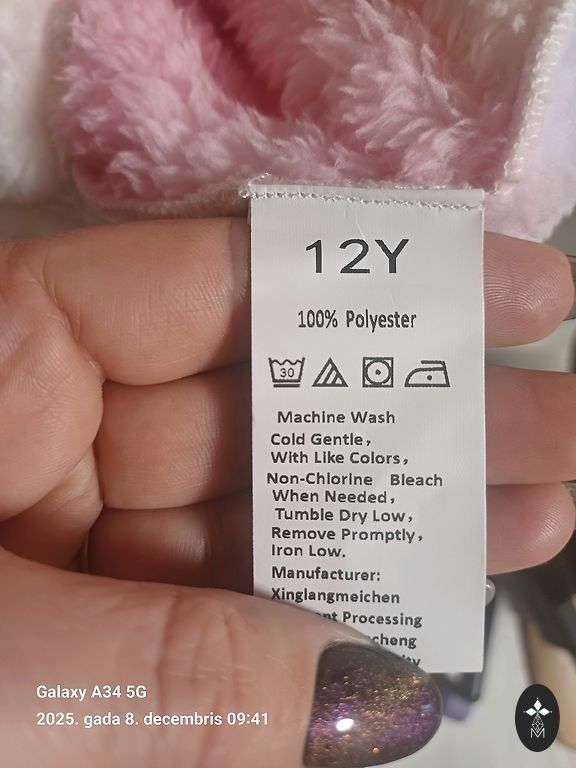 12Y
100% Polyester
30
Machine Wash
Cold Gentle,
With Like Colors,
Non-Chlorine Bleach
When Needed,
Tumble Dry Low,
Remove Promptly,
Iron Low.
Manufacturer:
Xinglangmeichen
Processing
Galaxy A34 5G
2025. gada 8. decembris 09:41
M